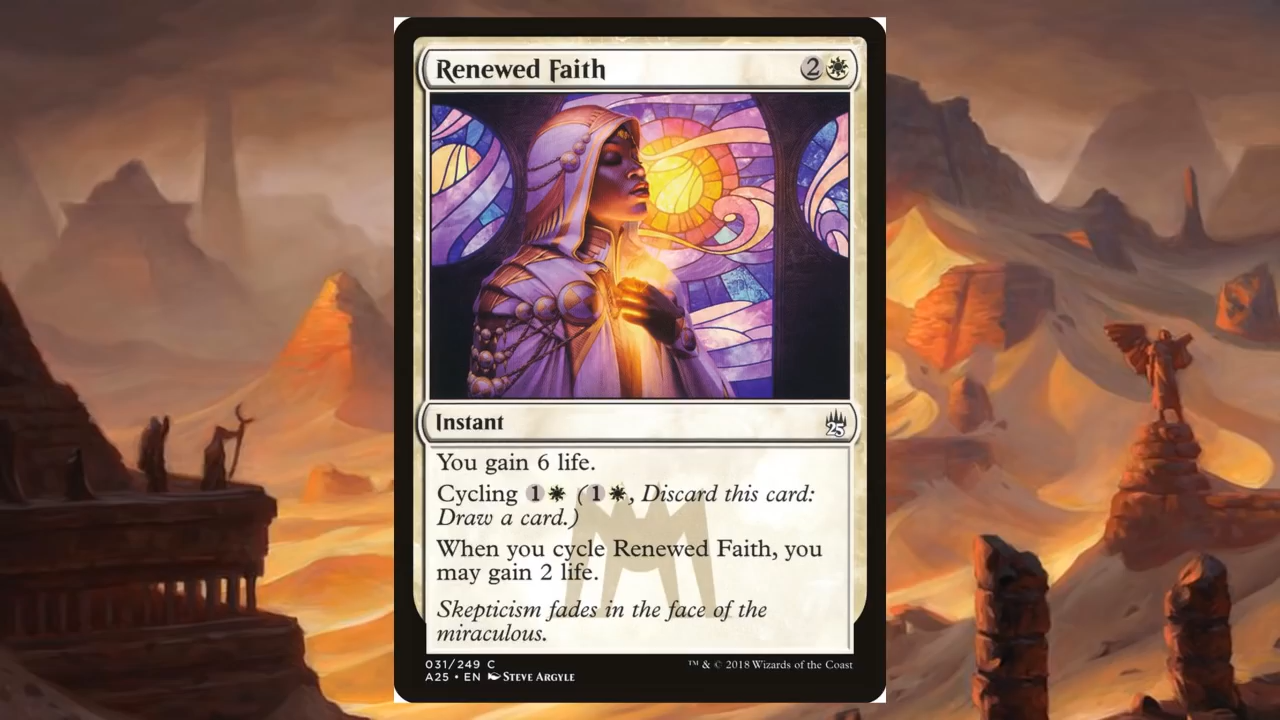 Renewed Faith 2
Instant
25
You gain 6 life.
Cycling 1 (1, Discard this card:
Draw a card.)
When you cycle Renewed Faith, you
may gain 2 life.
Skepticism fades in the face of the
miraculous.
031/249 C
™ & © 2018 Wizards of the Coast
A25 • EN Steve Argyle